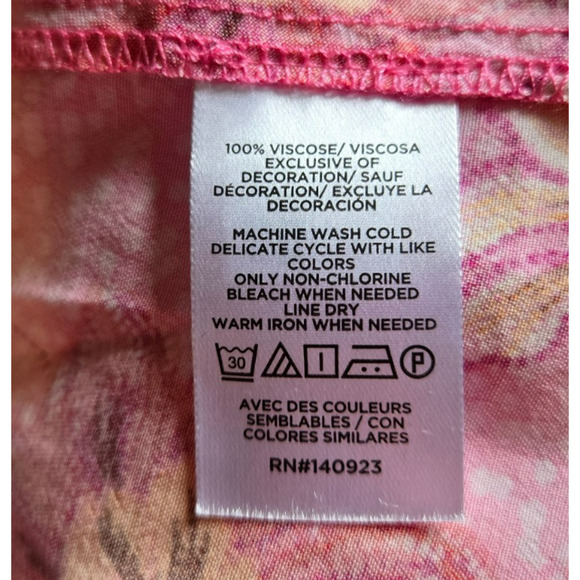 100% VISCOSE/ VISCOSA
EXCLUSIVE OF
DECORATION/ SAUF
DÉCORATION/ EXCLUYE LA
DECORACIÓN
MACHINE WASH COLD
DELICATE CYCLE WITH LIKE
COLORS
ONLY NON-CHLORINE
BLEACH WHEN NEEDED
LINE DRY
WARM IRON WHEN NEEDED
30 P
AVEC DES COULEURS
SEMBLABLES / CON
COLORES SIMILARES
RN#140923